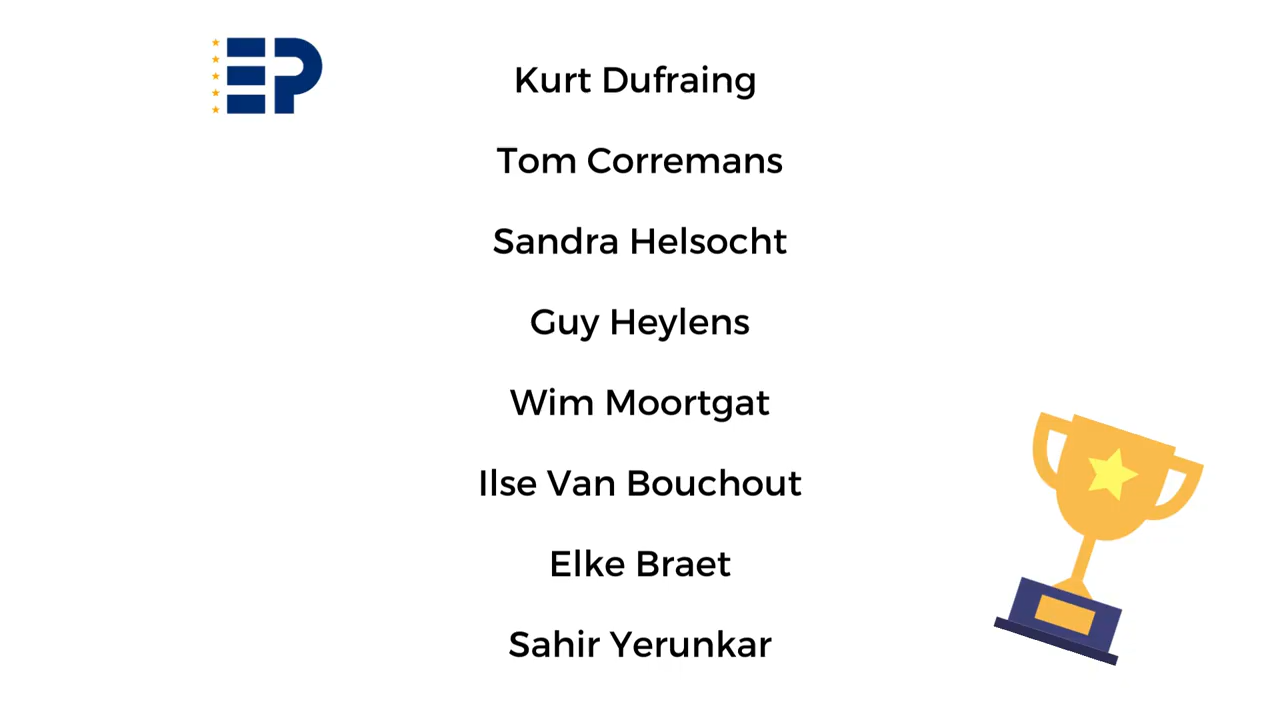 EP
Kurt Dufraing
Tom Corremans
Sandra Helsocht
Guy Heylens
Wim Moortgat
Ilse Van Bouchout
Elke Braet
Sahir Yerunkar